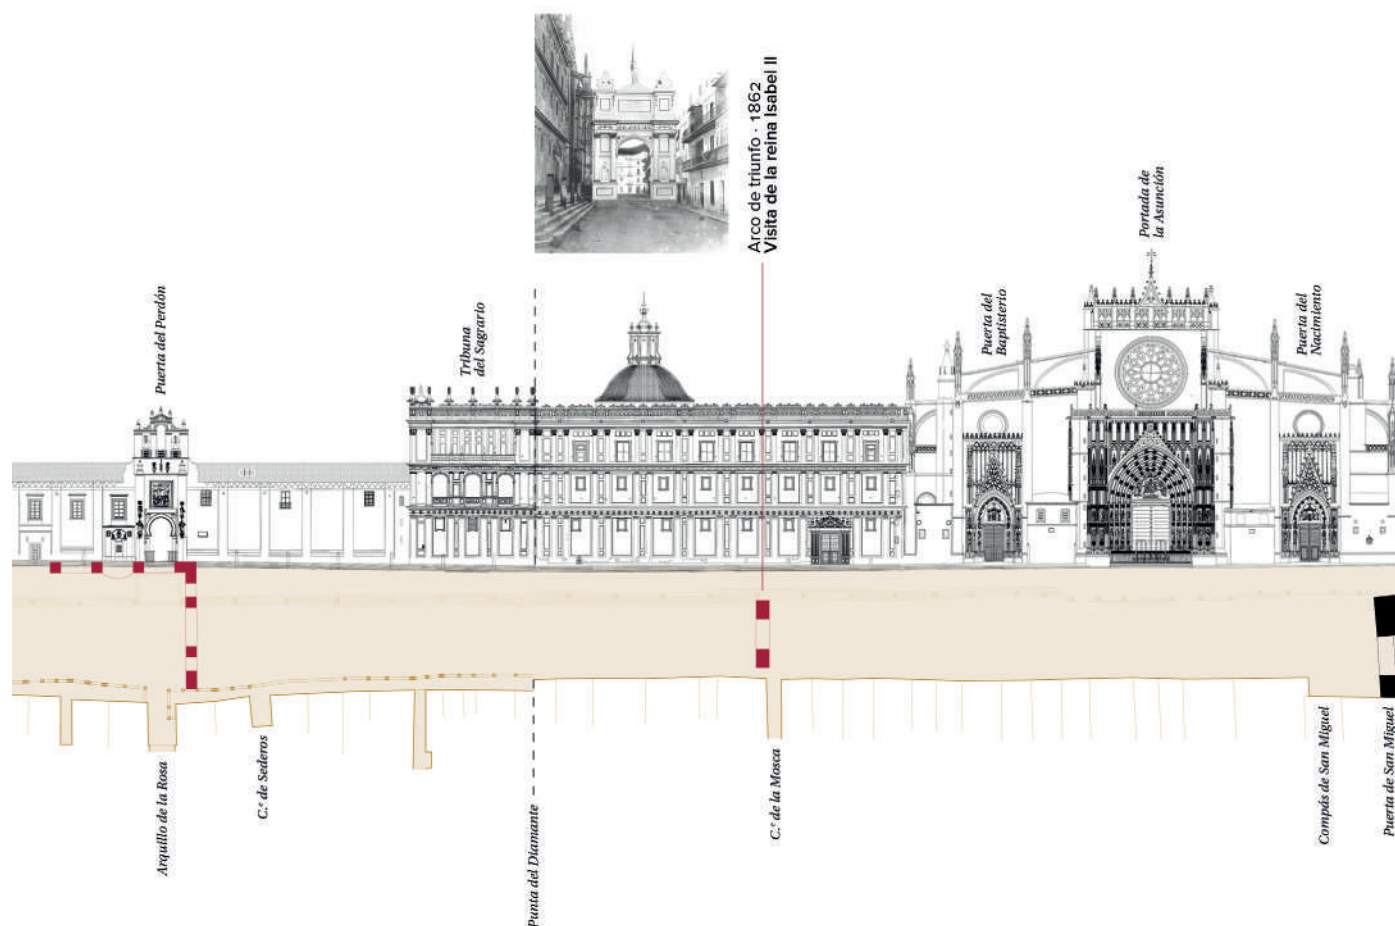 Arco de triunfo · 1862
Visita de la reina Isabel II
Puerta del Perdón
Tribuna
del Sagrario
Puerta del
Baptisterio
Portada de
la Asunción
Puerta del
Nacimiento
Arquillo de la Rosa
C.ᵉ de Sederos
Punta del Diamante
C.ᵉ de la Mosca
Compás de San Miguel
Puerta de San Miguel